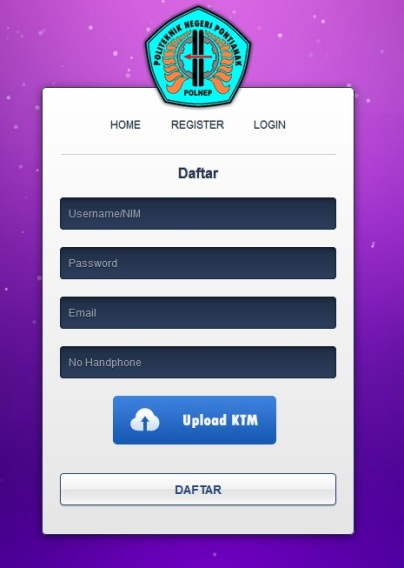 POLITEKNIK NEGERI PONTIANAK
POLNEP
HOME REGISTER LOGIN
Daftar
Username/NIM
Password
Email
No Handphone
Upload KTM
DAFTAR